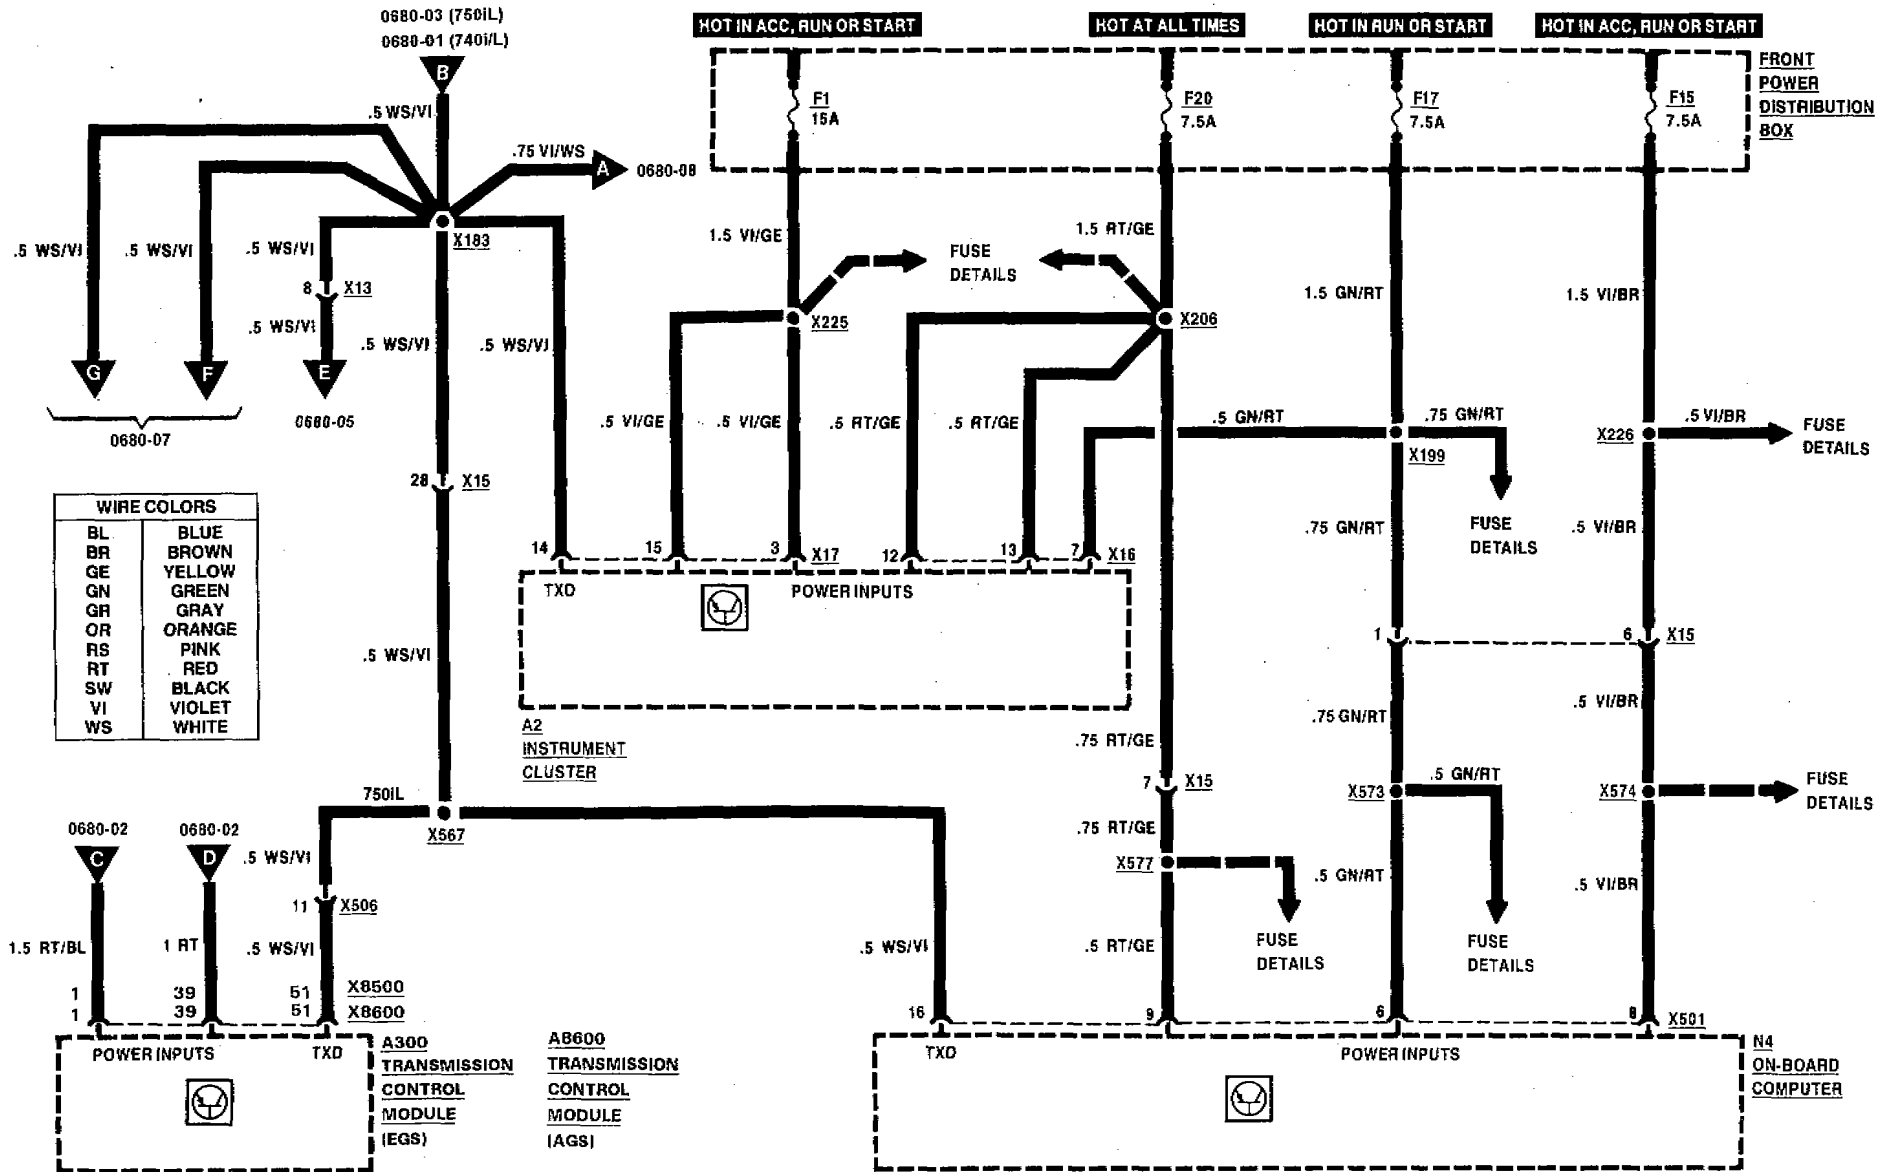 0680-03 (750iL)
0680-01 (740i/L)
B
HOT IN ACC, RUN OR START
HOT AT ALL TIMES
HOT IN RUN OR START
HOT IN ACC, RUN OR START
FRONT
POWER
DISTRIBUTION
BOX
F1
15A
F20
7.5A
F17
7.5A
F15
7.5A
.5 WS/VI
.75 VI/WS
A
0680-08
X183
.5 WS/VI
.5 WS/VI
.5 WS/VI
8
X13
.5 WS/VI
.5 WS/VI
.5 WS/VI
G
F
E
0680-07
0680-05
1.5 VI/GE
FUSE
DETAILS
1.5 RT/GE
X225
X206
1.5 GN/RT
1.5 VI/BR
.5 VI/GE
.5 VI/GE
.5 RT/GE
.5 RT/GE
.5 GN/RT
.75 GN/RT
X199
X226
.5 VI/BR
FUSE
DETAILS
28
X15
.75 GN/RT
FUSE
DETAILS
.5 VI/BR
WIRE COLORS
BL BLUE
BR BROWN
GE YELLOW
GN GREEN
GR GRAY
OR ORANGE
RS PINK
RT RED
SW BLACK
VI VIOLET
WS WHITE
14
15
3
X17
12
13
7
X16
TXD
POWER INPUTS
A2
INSTRUMENT
CLUSTER
.5 WS/VI
1
6
X15
.75 GN/RT
.5 VI/BR
.75 RT/GE
7
X15
.75 RT/GE
X577
X573
.5 GN/RT
X574
FUSE
DETAILS
750iL
X567
0680-02
0680-02
C
D
.5 WS/VI
11
X506
1.5 RT/BL
1 RT
.5 WS/VI
.5 WS/VI
.5 RT/GE
FUSE
DETAILS
.5 GN/RT
FUSE
DETAILS
.5 VI/BR
1
39
51
X8500
1
39
51
X8600
16
9
6
8
X501
POWER INPUTS
TXD
A300
TRANSMISSION
CONTROL
MODULE
(EGS)
A8600
TRANSMISSION
CONTROL
MODULE
(AGS)
TXD
POWER INPUTS
N4
ON-BOARD
COMPUTER